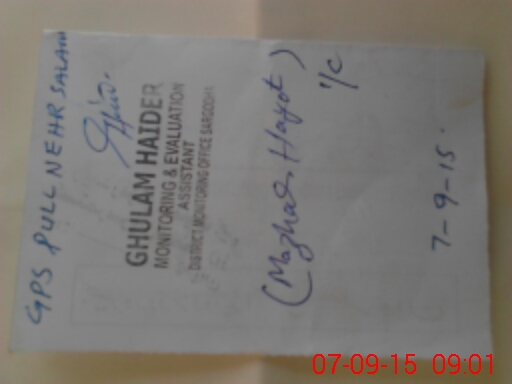 GPS PULL NEHR SALAM
GHULAM HAIDER
MONITORING & EVALUATION
ASSISTANT
DISTRICT MONITORING OFFICE SARGODHA
(Mazhar Hayat)
I/C
7-9-15.
07-09-15 09:01